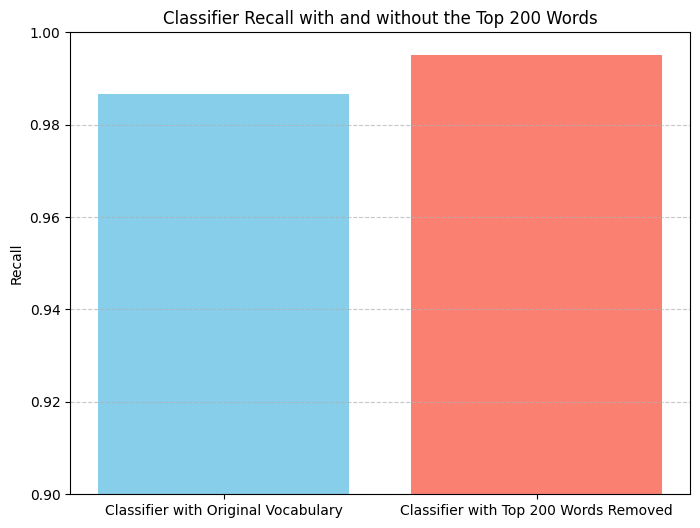 Classifier Recall with and without the Top 200 Words
1.00
0.98
0.96
0.94
0.92
0.90
Recall
Classifier with Original Vocabulary
Classifier with Top 200 Words Removed